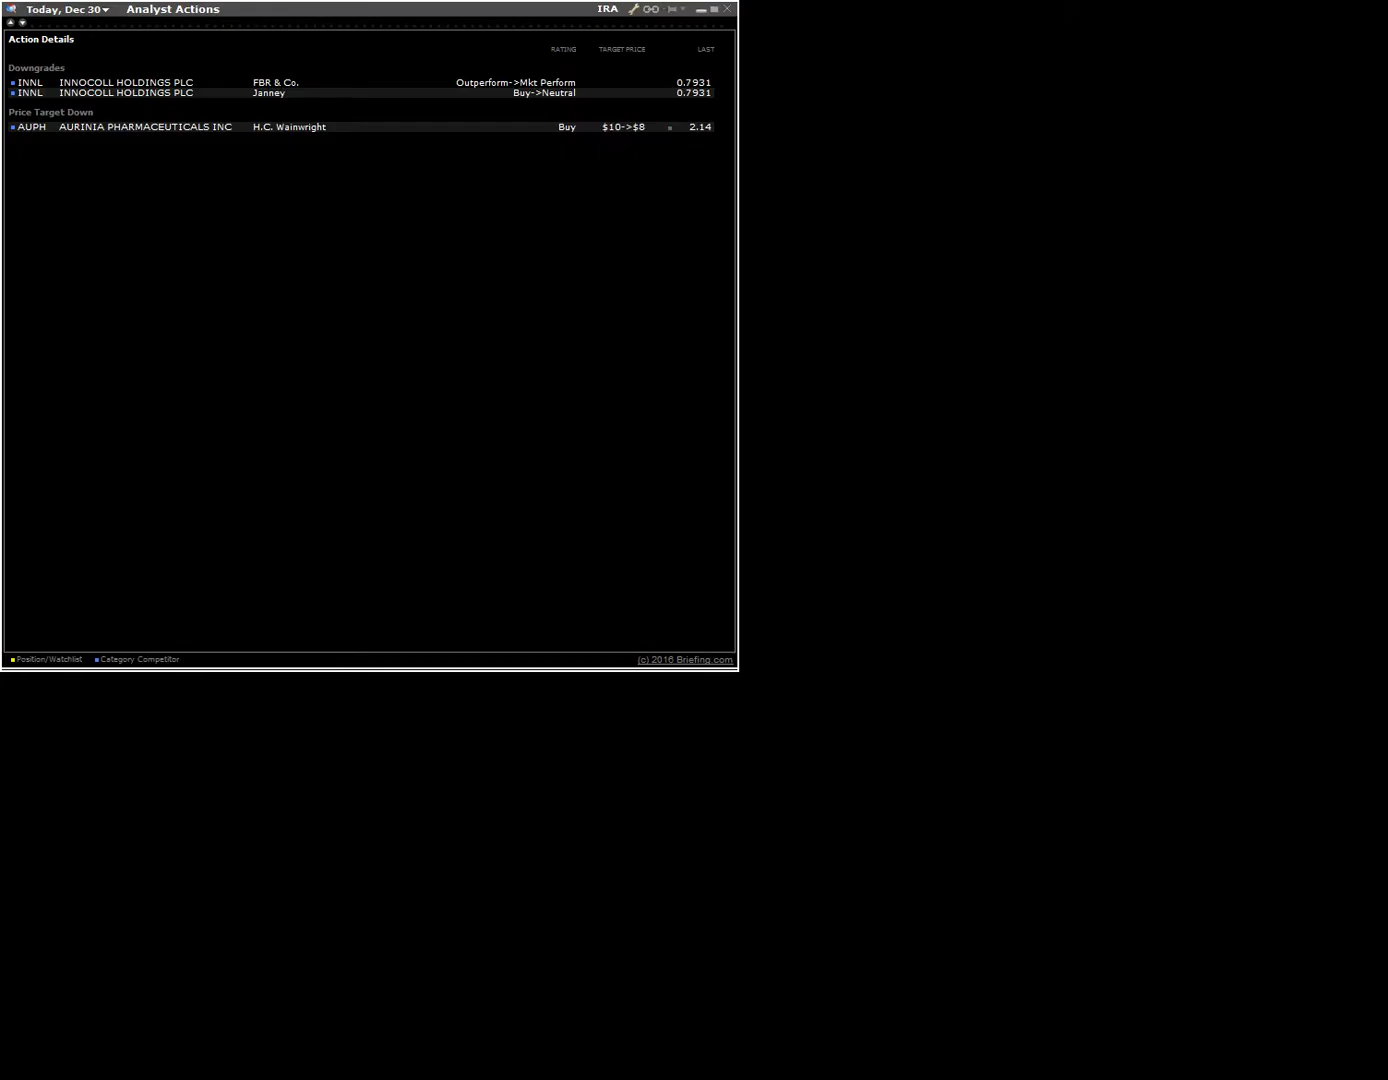 Today, Dec 30 Analyst Actions IRA
Action Details
RATING TARGET PRICE LAST
Downgrades
INNL INNOCOLL HOLDINGS PLC FBR & Co. Outperform->Mkt Perform 0.7931
INNL INNOCOLL HOLDINGS PLC Janney Buy->Neutral 0.7931
Price Target Down
AUPH AURINIA PHARMACEUTICALS INC H.C. Wainwright Buy $10->$8 2.14
Position/Watchlist Category Competitor (c) 2016 Briefing.com